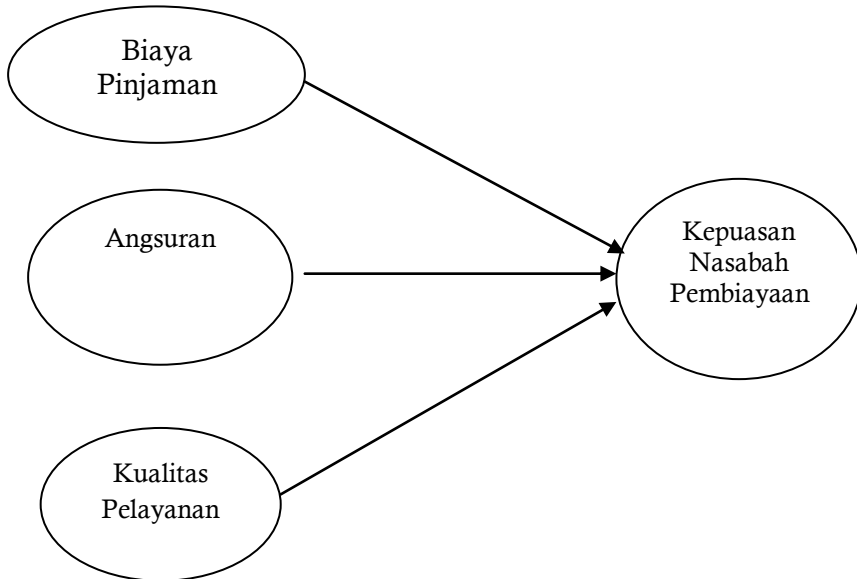 Biaya
Pinjaman
Angsuran
Kepuasan
Nasabah
Pembiayaan
Kualitas
Pelayanan